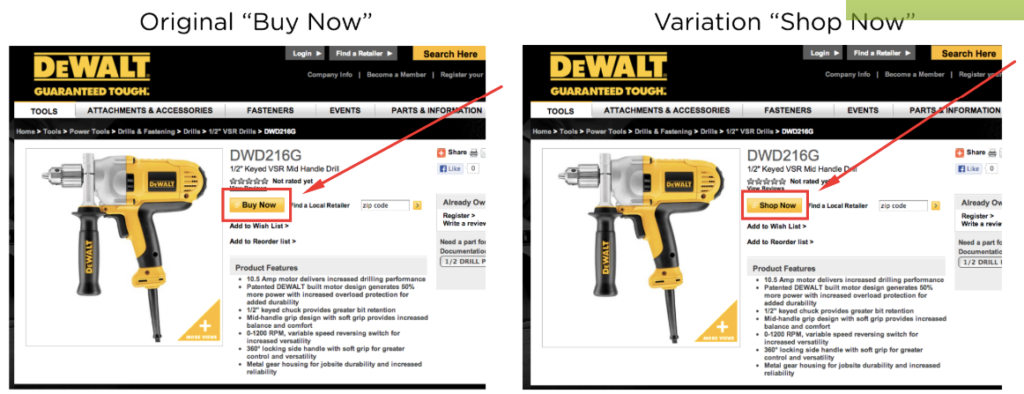 Original “Buy Now”
DEWALT
GUARANTEED TOUGH.
Login
Find a Retailer
Search Here
Company Info | Become a Member | Register your
TOOLS
ATTACHMENTS & ACCESSORIES
FASTENERS
EVENTS
PARTS & INFORMATION
Home > Tools > Power Tools > Drills & Fastening > Drills > 1/2" VSR Drills > DWD216G
DWD216G
1/2" Keyed VSR Mid Handle Drill
Not rated yet
View Reviews
Share
Like 0
Buy Now
Find a Local Retailer
zip code
Add to Wish List >
Add to Reorder list >
Already Ow
Register >
Write a revie
Need a part fo
Documentatio
1/2 DRILL P
DEWALT
DEWALT
MORE VIEWS
Product Features
10.5 Amp motor delivers increased drilling performance
Patented DEWALT built motor design generates 50%
more power with increased overload protection for
added durability
1/2" keyed chuck provides greater bit retention
Mid-handle grip design with soft grip provides increased
balance and comfort
0-1200 RPM, variable speed reversing switch for
increased versatility
360° locking side handle with soft grip for greater
control and versatility
Metal gear housing for jobsite durability and increased
reliability
Variation “Shop Now”
DEWALT
GUARANTEED TOUGH.
Login
Find a Retailer
Search Here
Company Info | Become a Member | Register your
TOOLS
ATTACHMENTS & ACCESSORIES
FASTENERS
EVENTS
PARTS & INFORMATION
Home > Tools > Power Tools > Drills & Fastening > Drills > 1/2" VSR Drills > DWD216G
DWD216G
1/2" Keyed VSR Mid Handle Drill
Not rated yet
View Reviews
Share
Like 0
Shop Now
Find a Local Retailer
zip code
Add to Wish List >
Add to Reorder list >
Already Ow
Register >
Write a revie
Need a part fo
Documentatio
1/2 DRILL
DEWALT
DEWALT
MORE VIEWS
Product Features
10.5 Amp motor delivers increased drilling performance
Patented DEWALT built motor design generates 50%
more power with increased overload protection for
added durability
1/2" keyed chuck provides greater bit retention
Mid-handle grip design with soft grip provides increased
balance and comfort
0-1200 RPM, variable speed reversing switch for
increased versatility
360° locking side handle with soft grip for greater
control and versatility
Metal gear housing for jobsite durability and increased
reliability